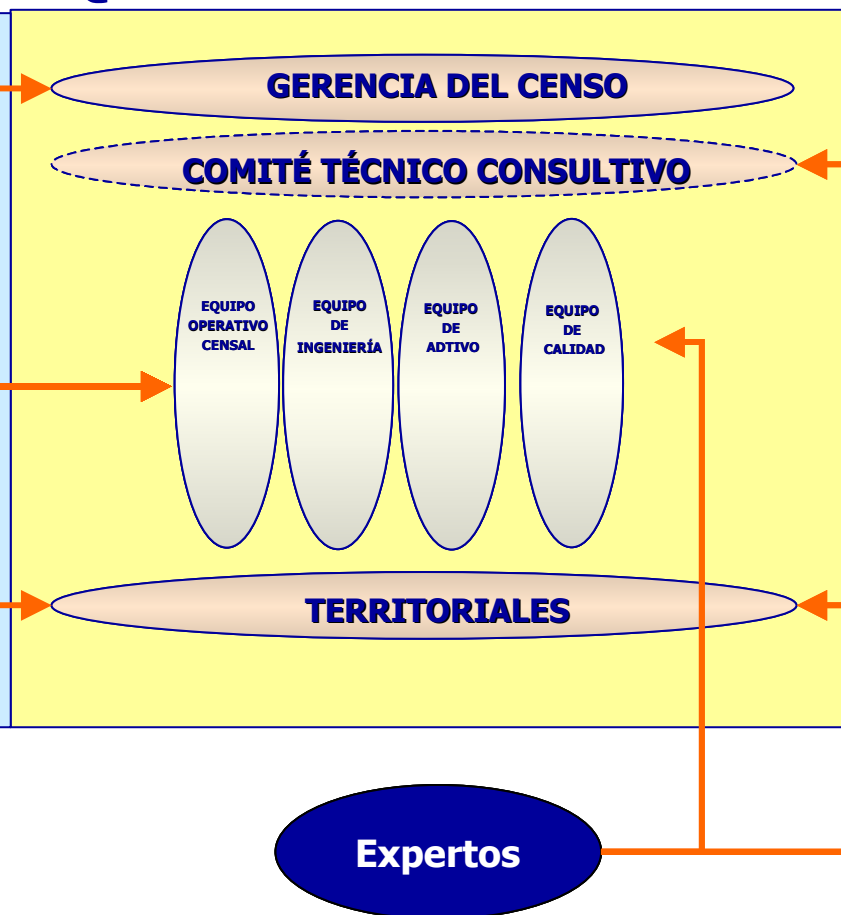 GERENCIA DEL CENSO
COMITÉ TÉCNICO CONSULTIVO
EQUIPO
OPERATIVO
CENSAL
EQUIPO
DE
INGENIERÍA
EQUIPO
DE
ADTIVO
EQUIPO
DE
CALIDAD
TERRITORIALES
Expertos